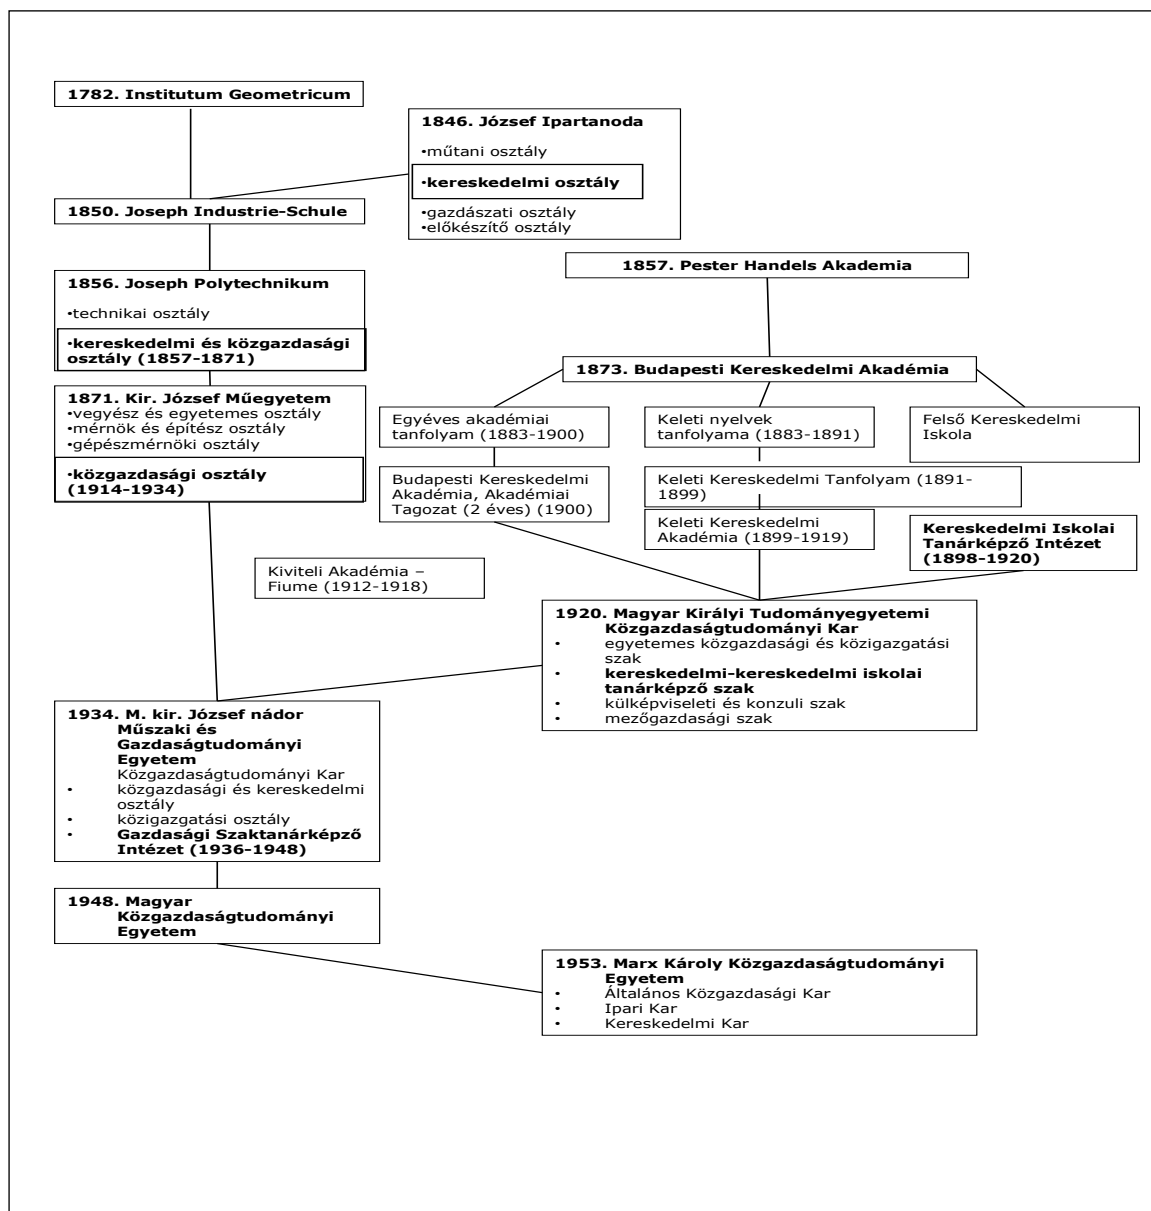 1782. Institutum Geometricum
1846. József Ipartanoda
•műtani osztály
•kereskedelmi osztály
•gazdászati osztály
•előkészítő osztály
1850. Joseph Industrie-Schule
1857. Pester Handels Akademia
1856. Joseph Polytechnikum
•technikai osztály
•kereskedelmi és közgazdasági
osztály (1857-1871)
1873. Budapesti Kereskedelmi Akadémia
1871. Kir. József Műegyetem
•vegyész és egyetemes osztály
•mérnök és építész osztály
•gépészmérnöki osztály
•közgazdasági osztály
(1914-1934)
Egyéves akadémiai
tanfolyam (1883-1900)
Keleti nyelvek
tanfolyama (1883-1891)
Felső Kereskedelmi
Iskola
Budapesti Kereskedelmi
Akadémia, Akadémiai
Tagozat (2 éves) (1900)
Keleti Kereskedelmi Tanfolyam (1891-
1899)
Keleti Kereskedelmi
Akadémia (1899-1919)
Kereskedelmi Iskolai
Tanárképző Intézet
(1898-1920)
Kiviteli Akadémia –
Fiume (1912-1918)
1920. Magyar Királyi Tudományegyetemi
Közgazdaságtudományi Kar
• egyetemes közgazdasági és közigazgatási
szak
• kereskedelmi-kereskedelmi iskolai
tanárképző szak
• külképviseleti és konzuli szak
• mezőgazdasági szak
1934. M. kir. József nádor
Műszaki és
Gazdaságtudományi
Egyetem
Közgazdaságtudományi Kar
• közgazdasági és kereskedelmi
osztály
• közigazgatási osztály
• Gazdasági Szaktanárképző
Intézet (1936-1948)
1948. Magyar
Közgazdaságtudományi
Egyetem
1953. Marx Károly Közgazdaságtudományi
Egyetem
• Általános Közgazdasági Kar
• Ipari Kar
• Kereskedelmi Kar